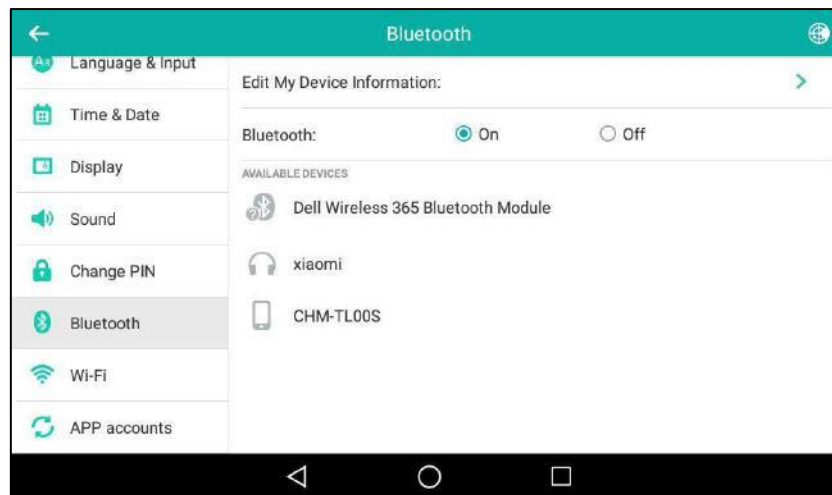 Bluetooth
Language & Input
Time & Date
Display
Sound
Change PIN
Bluetooth
Wi-Fi
APP accounts
Edit My Device Information:
Bluetooth: On Off
AVAILABLE DEVICES
Dell Wireless 365 Bluetooth Module
xiaomi
CHM-TL00S